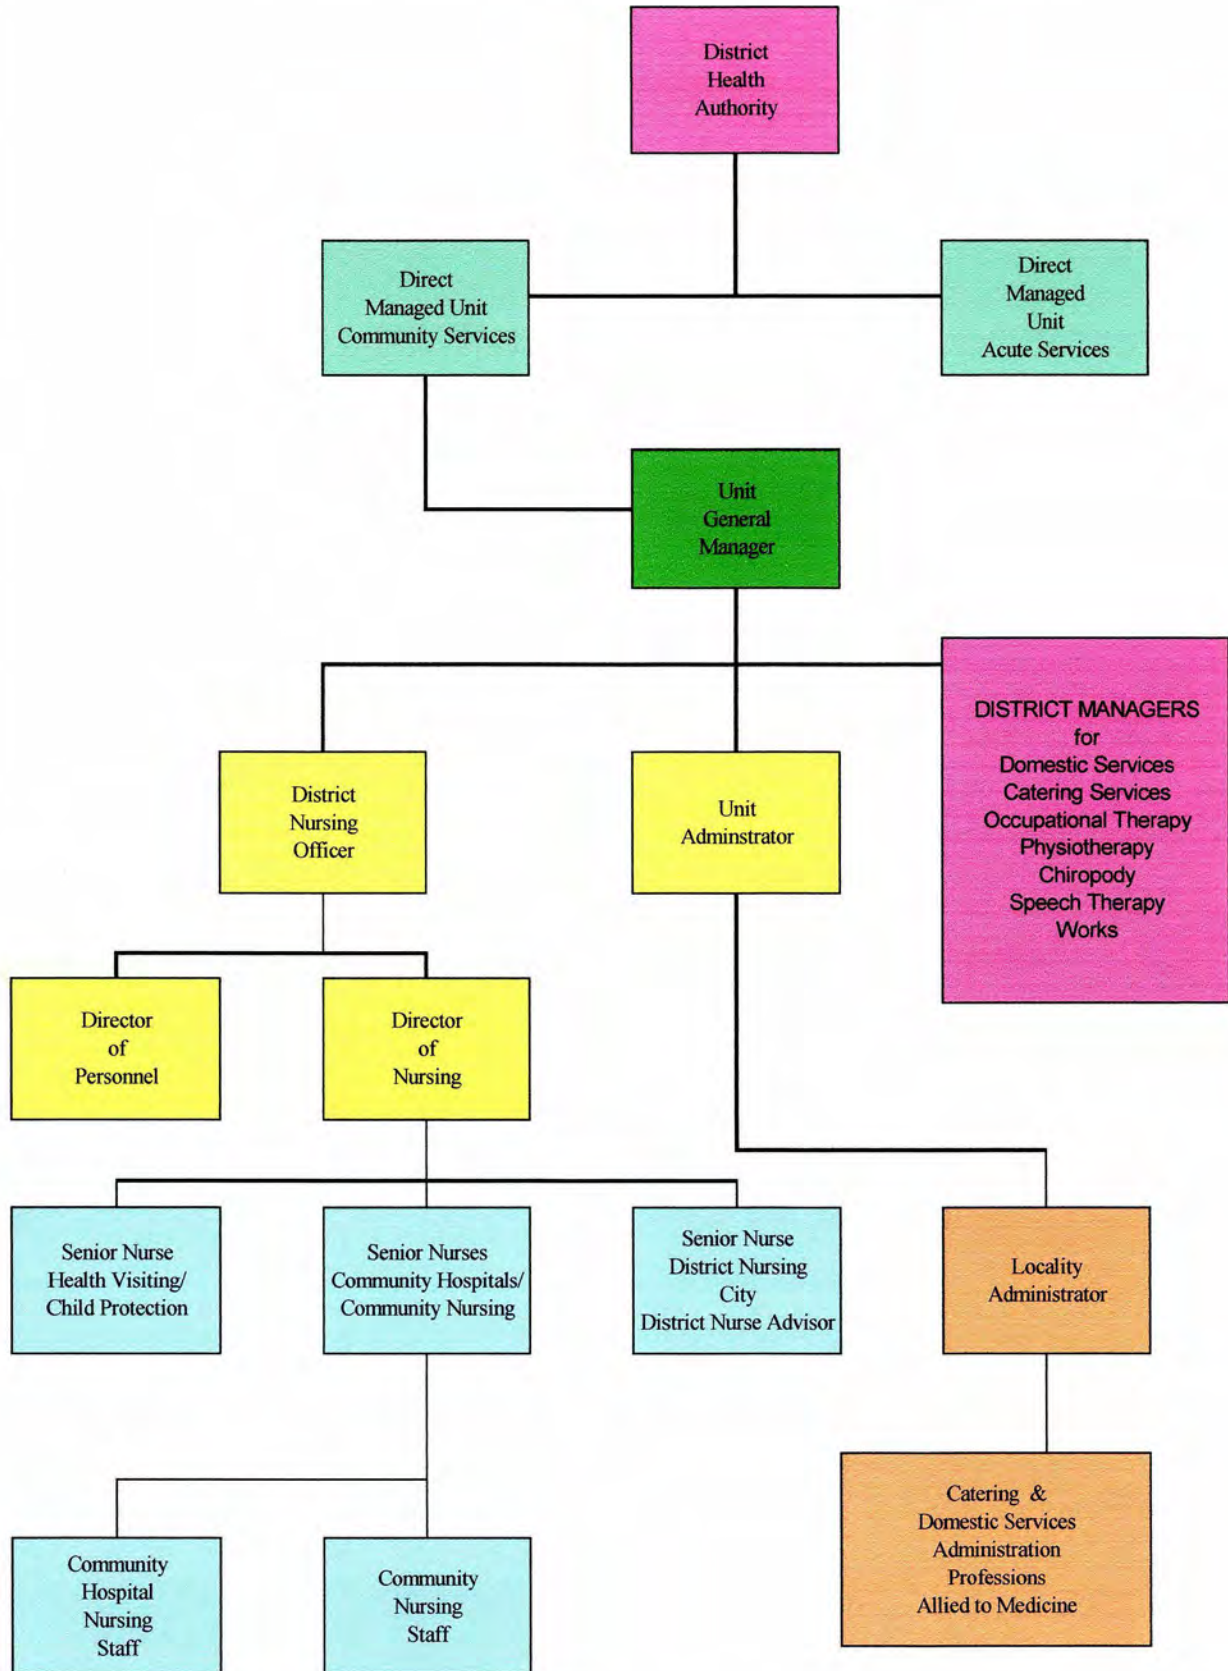 District
Health
Authority
Direct
Managed Unit
Community Services
Direct
Managed
Unit
Acute Services
Unit
General
Manager
DISTRICT MANAGERS
for
Domestic Services
Catering Services
Occupational Therapy
Physiotherapy
Chiropody
Speech Therapy
Works
District
Nursing
Officer
Unit
Adminstrator
Director
of
Personnel
Director
of
Nursing
Senior Nurse
Health Visiting/
Child Protection
Senior Nurses
Community Hospitals/
Community Nursing
Senior Nurse
District Nursing
City
District Nurse Advisor
Locality
Administrator
Catering &
Domestic Services
Administration
Professions
Allied to Medicine
Community
Hospital
Nursing
Staff
Community
Nursing
Staff